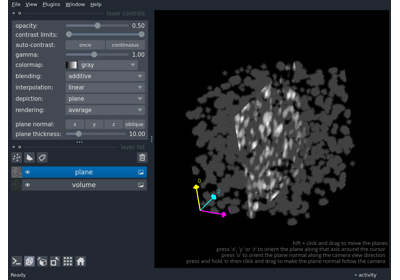 File View Plugins Window Help
layer controls
opacity: 0.50
contrast limits:
auto-contrast: once continuous
gamma: 1.00
colormap: gray
blending: additive
interpolation: linear
depiction: plane
rendering: average
plane normal: x y z oblique
plane thickness: 10.00
layer list
plane
volume
0
2
shift + click and drag to move the planes
press 'x', 'y' or 'z' to orient the plane along that axis around the cursor
press 'o' to orient the plane normal along the camera view direction
press and hold 'o' then click and drag to make the plane normal follow the camera
Ready
activity